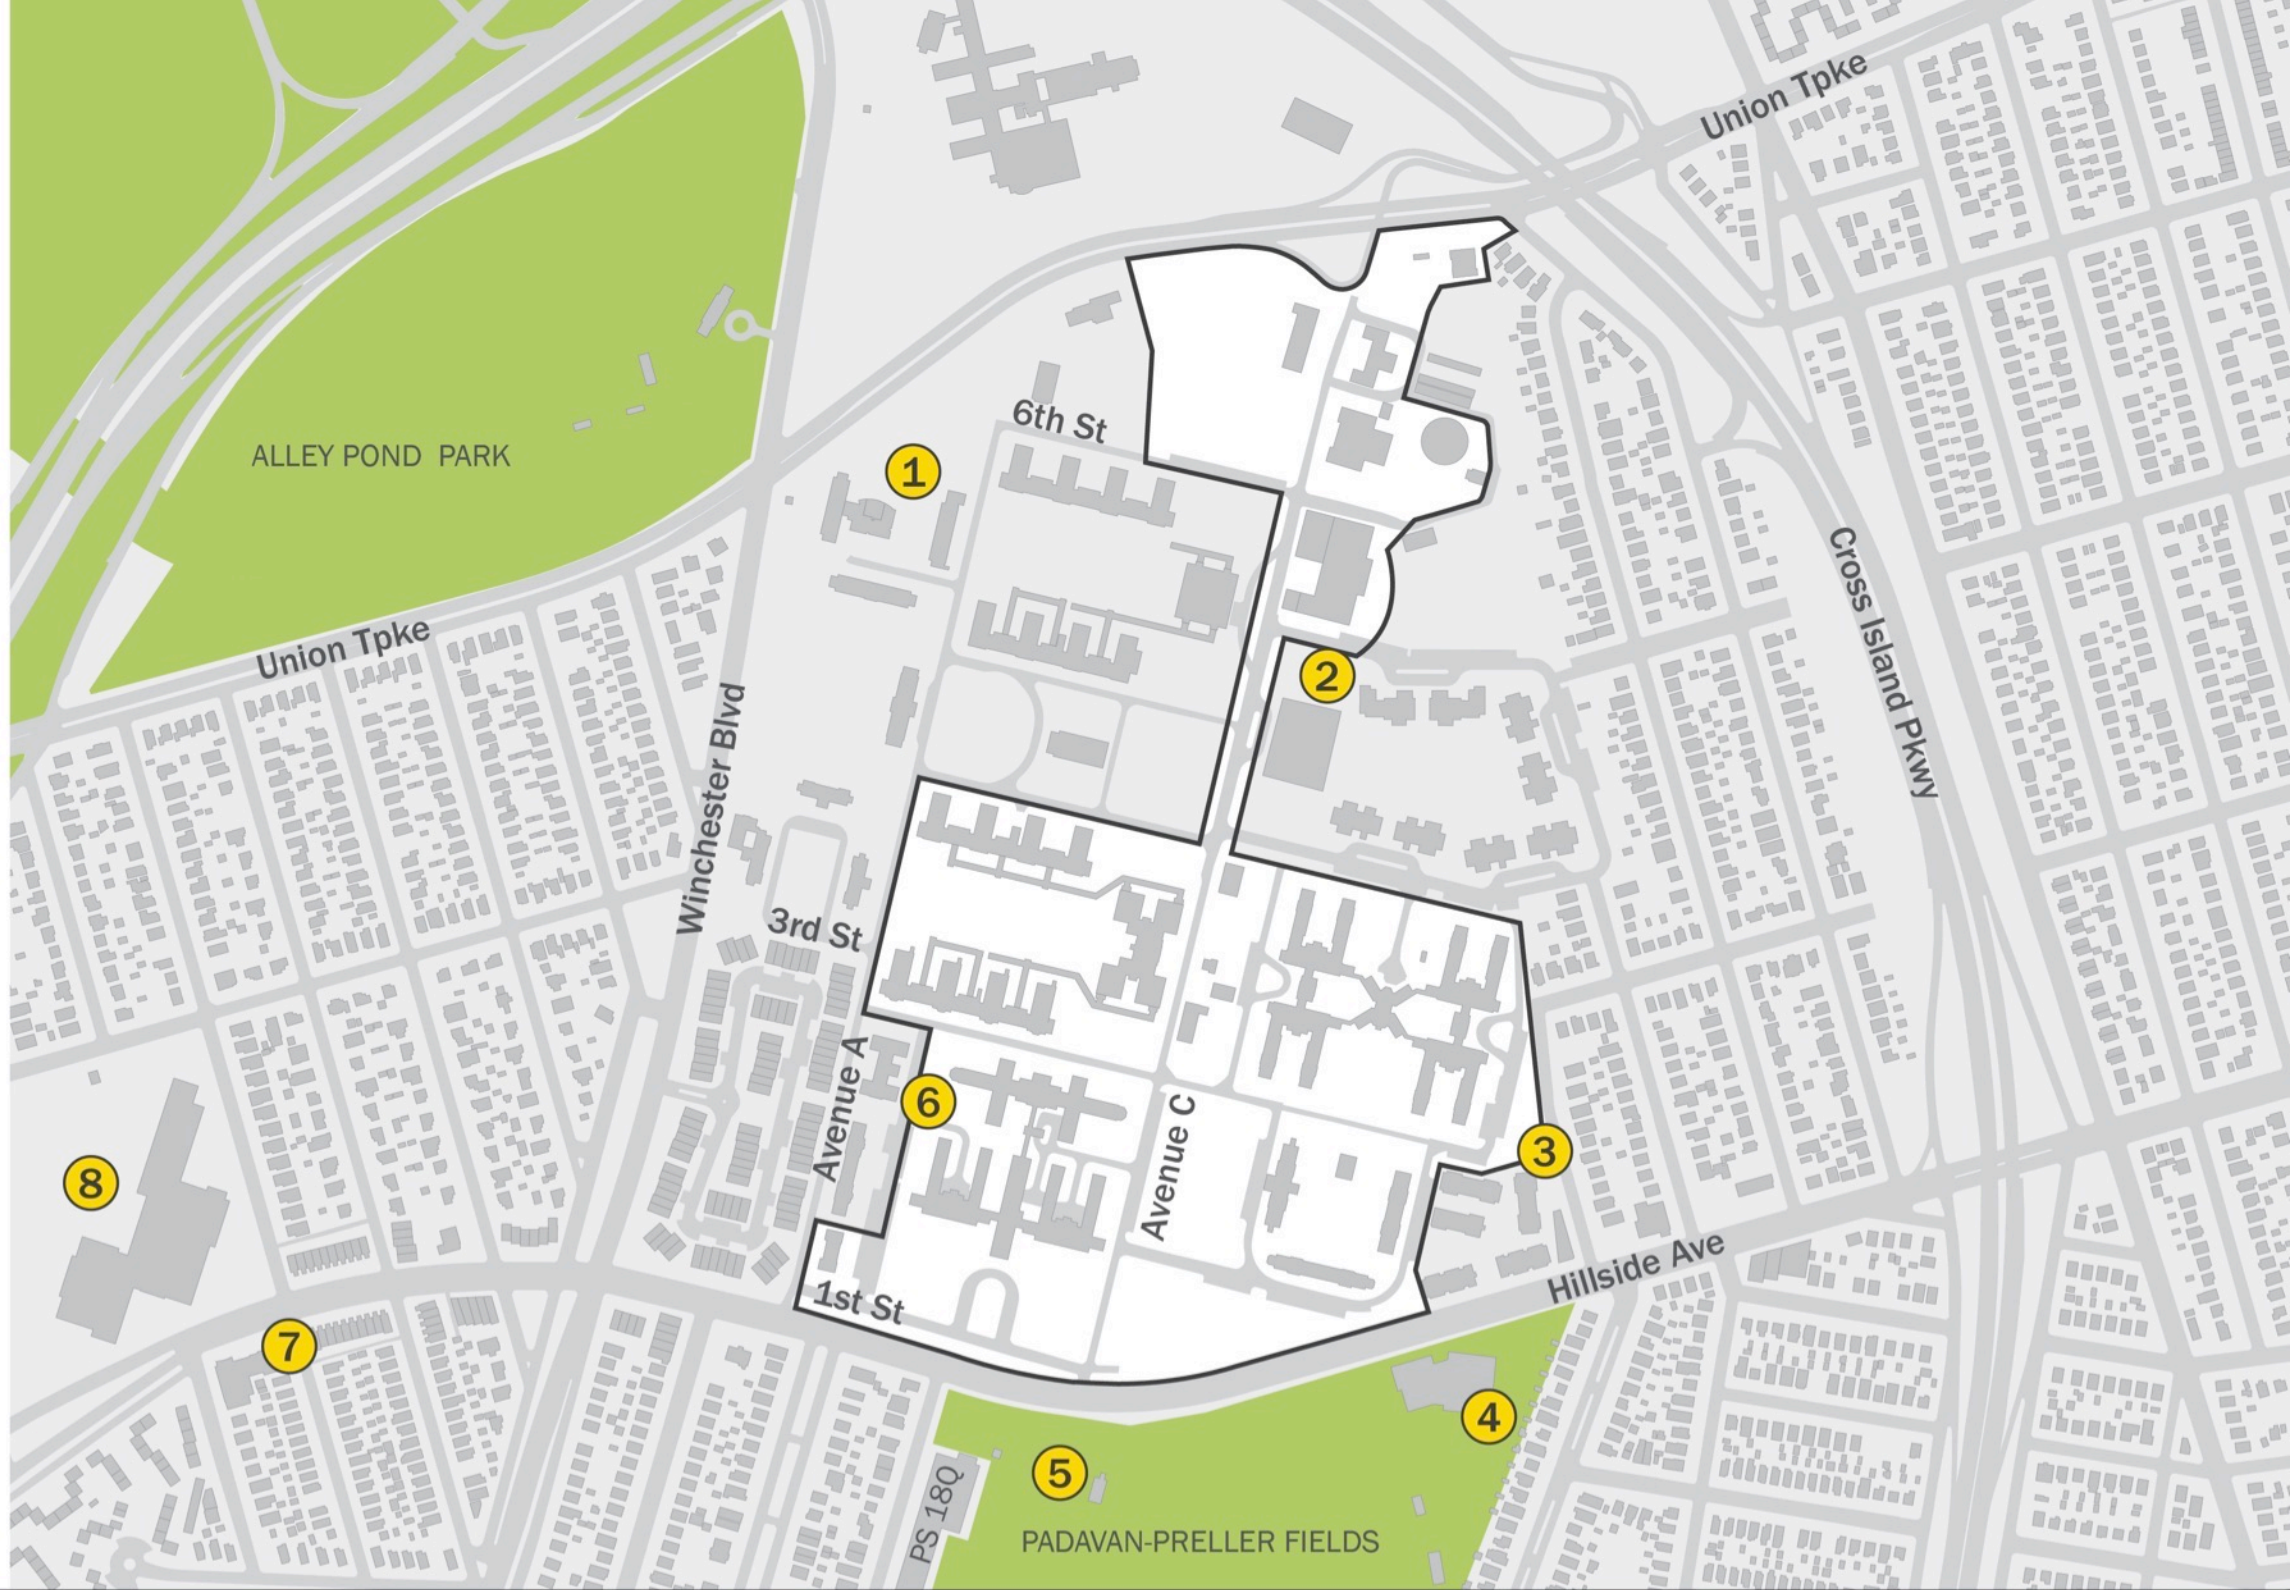 Union Tpke
6th St
ALLEY POND PARK
1
Union Tpke
Cross Island Pkwy
2
Winchester Blvd
3rd St
Avenue A
6
Avenue C
3
8
Hillside Ave
1st St
7
4
5
PS 18Q
PADAVAN-PRELLER FIELDS